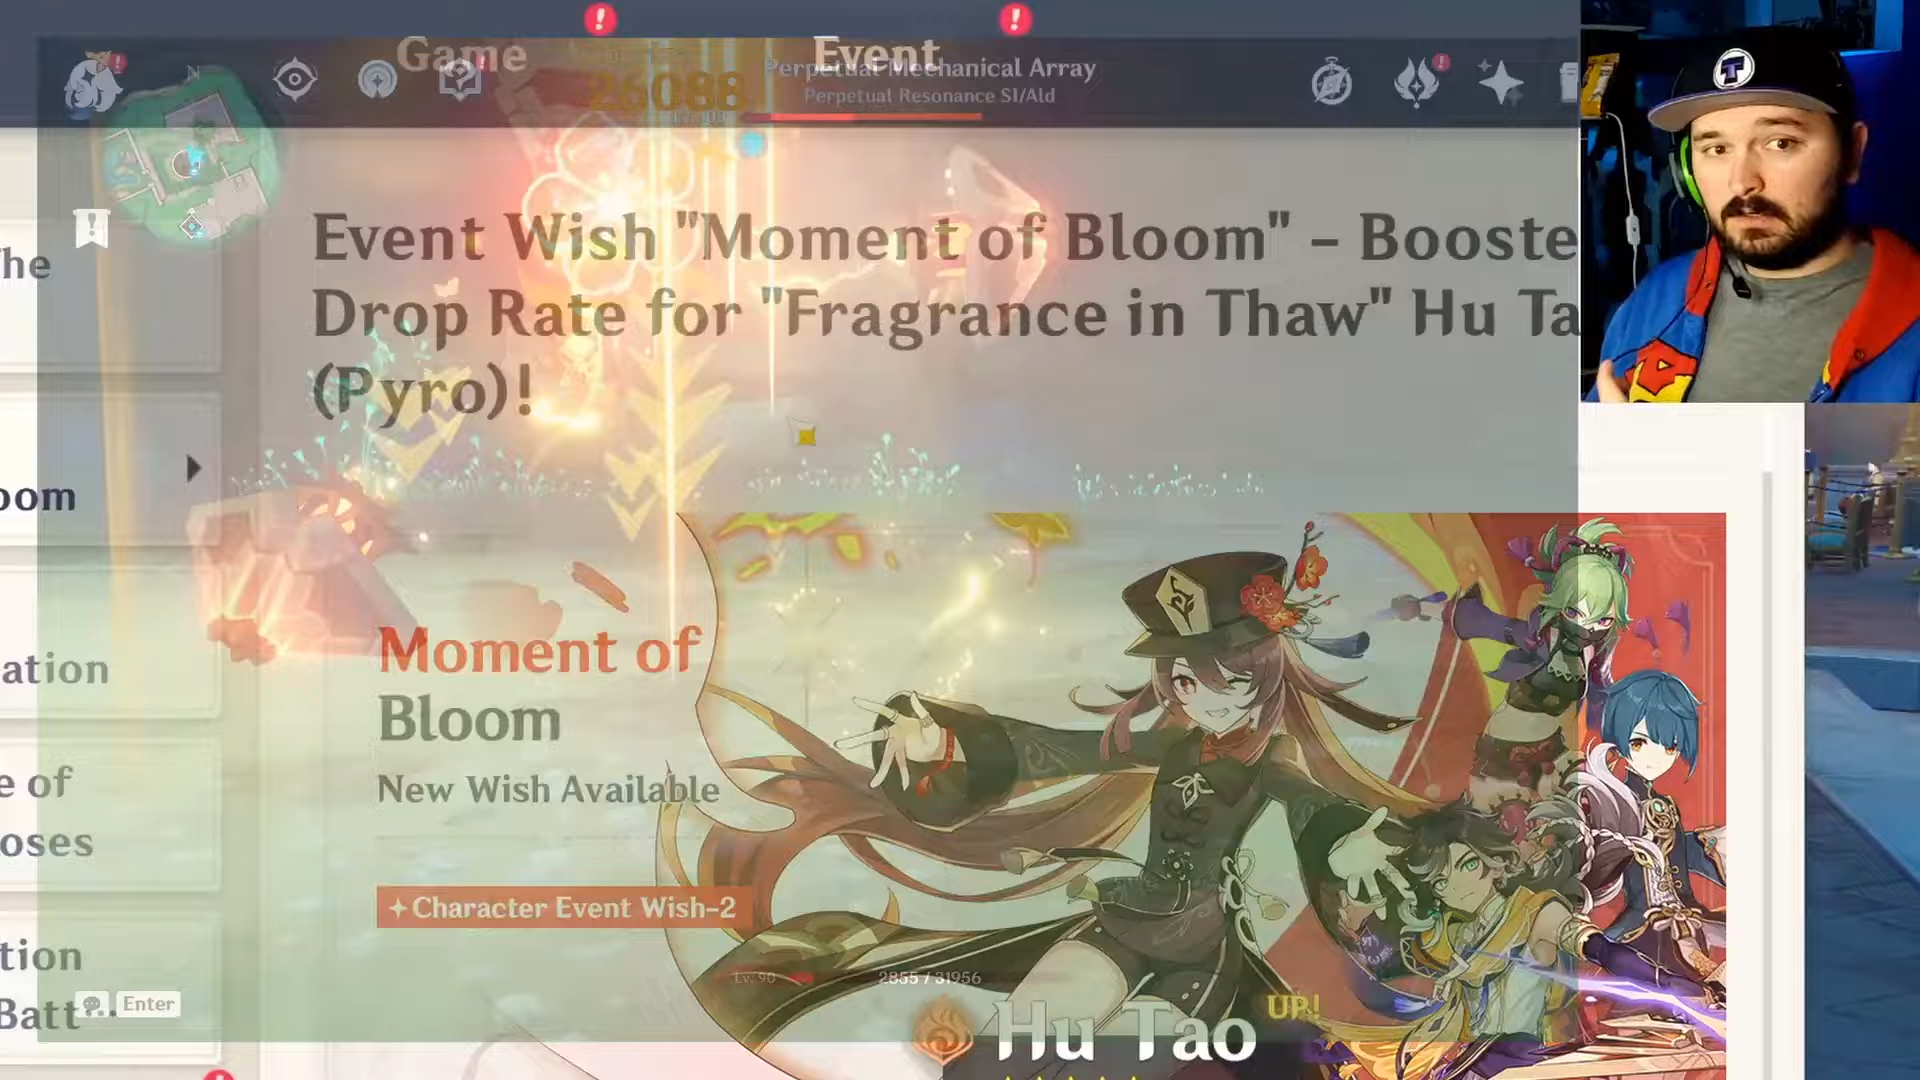 Game
Event
26088
Perpetual Mechanical Array
Perpetual Resonance SI/Ald
N
Event Wish "Moment of Bloom" – Booste
Drop Rate for "Fragrance in Thaw" Hu Ta
(Pyro)!
he
oom
ation
e of
oses
tion
Batt...
Enter
Moment of
Bloom
New Wish Available
Character Event Wish-2
Lv. 90
2855 / 31956
Hu Tao
UP!
T